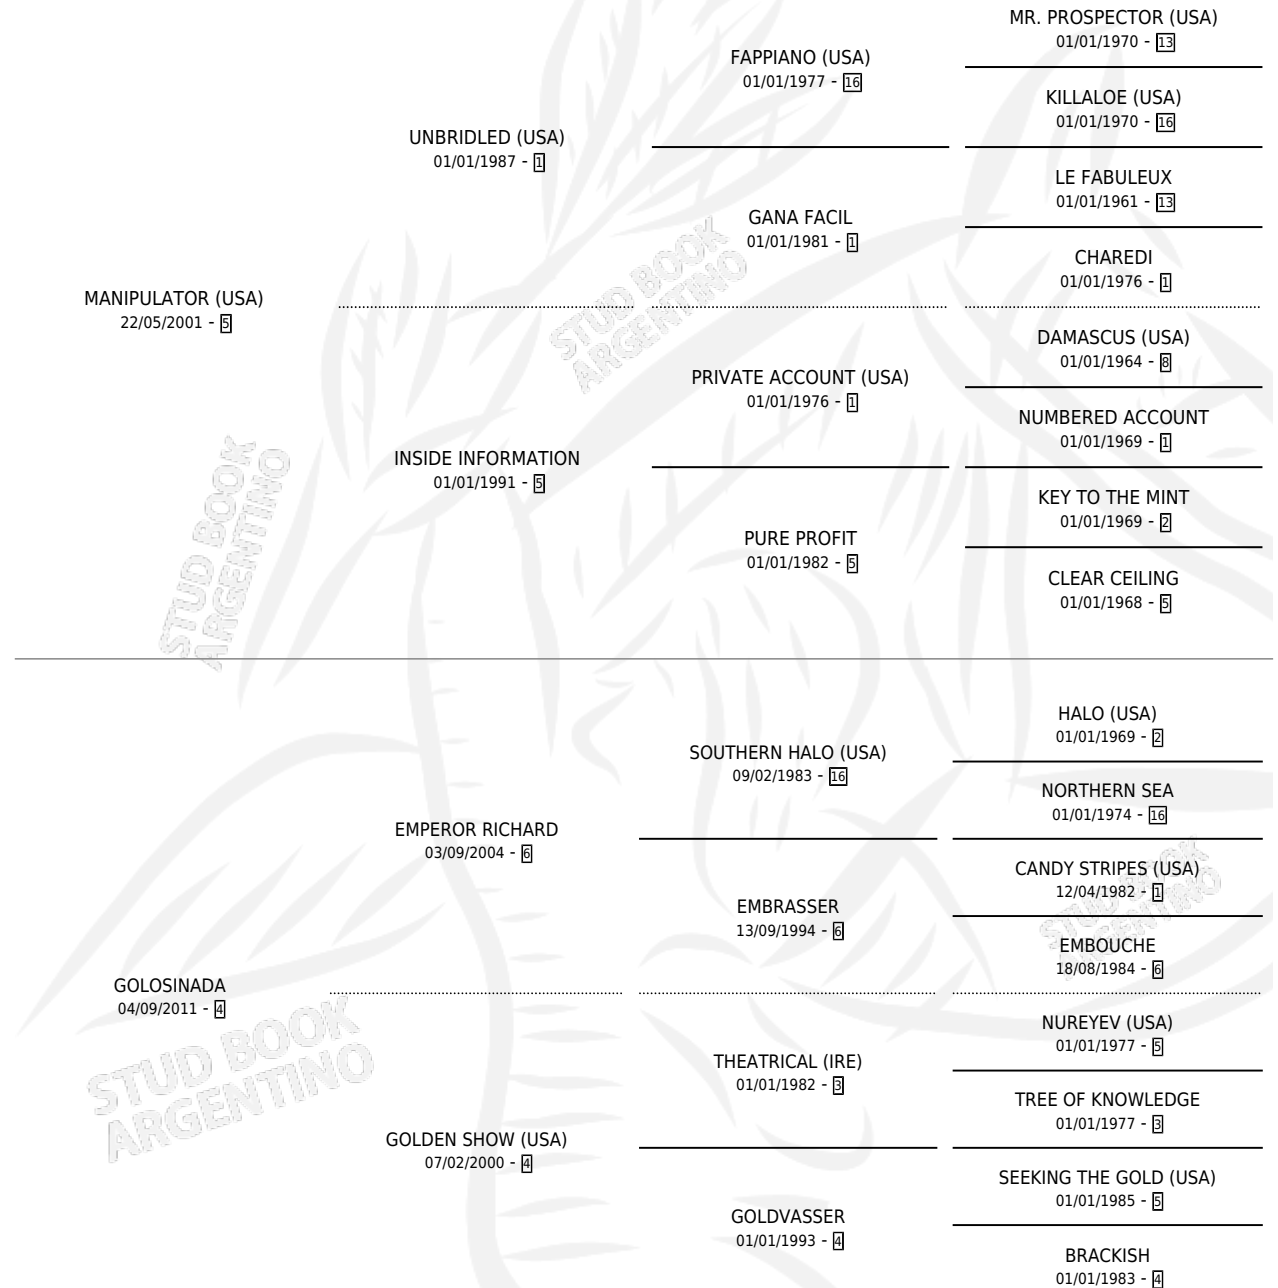 MR. PROSPECTOR (USA)
01/01/1970 - 13
FAPPIANO (USA)
01/01/1977 - 16
KILLALOE (USA)
01/01/1970 - 16
UNBRIDLED (USA)
01/01/1987 - 1
LE FABULEUX
01/01/1961 - 13
GANA FACIL
01/01/1981 - 1
CHAREDI
01/01/1976 - 1
MANIPULATOR (USA)
22/05/2001 - 5
DAMASCUS (USA)
01/01/1964 - 8
PRIVATE ACCOUNT (USA)
01/01/1976 - 1
NUMBERED ACCOUNT
01/01/1969 - 1
INSIDE INFORMATION
01/01/1991 - 5
KEY TO THE MINT
01/01/1969 - 2
PURE PROFIT
01/01/1982 - 5
CLEAR CEILING
01/01/1968 - 5
HALO (USA)
01/01/1969 - 2
SOUTHERN HALO (USA)
09/02/1983 - 16
NORTHERN SEA
01/01/1974 - 16
EMPEROR RICHARD
03/09/2004 - 6
CANDY STRIPES (USA)
12/04/1982 - 1
EMBRASSER
13/09/1994 - 6
EMBOUCHE
18/08/1984 - 6
GOLOSINADA
04/09/2011 - 4
NUREYEV (USA)
01/01/1977 - 5
THEATRICAL (IRE)
01/01/1982 - 3
TREE OF KNOWLEDGE
01/01/1977 - 3
GOLDEN SHOW (USA)
07/02/2000 - 4
SEEKING THE GOLD (USA)
01/01/1985 - 5
GOLDVASSER
01/01/1993 - 4
BRACKISH
01/01/1983 - 4
STUD BOOK
ARGENTINO
STUD BOOK
ARGENTINO
STUD BOOK
ARGENTINO
STUD BOOK
ARGENTINO